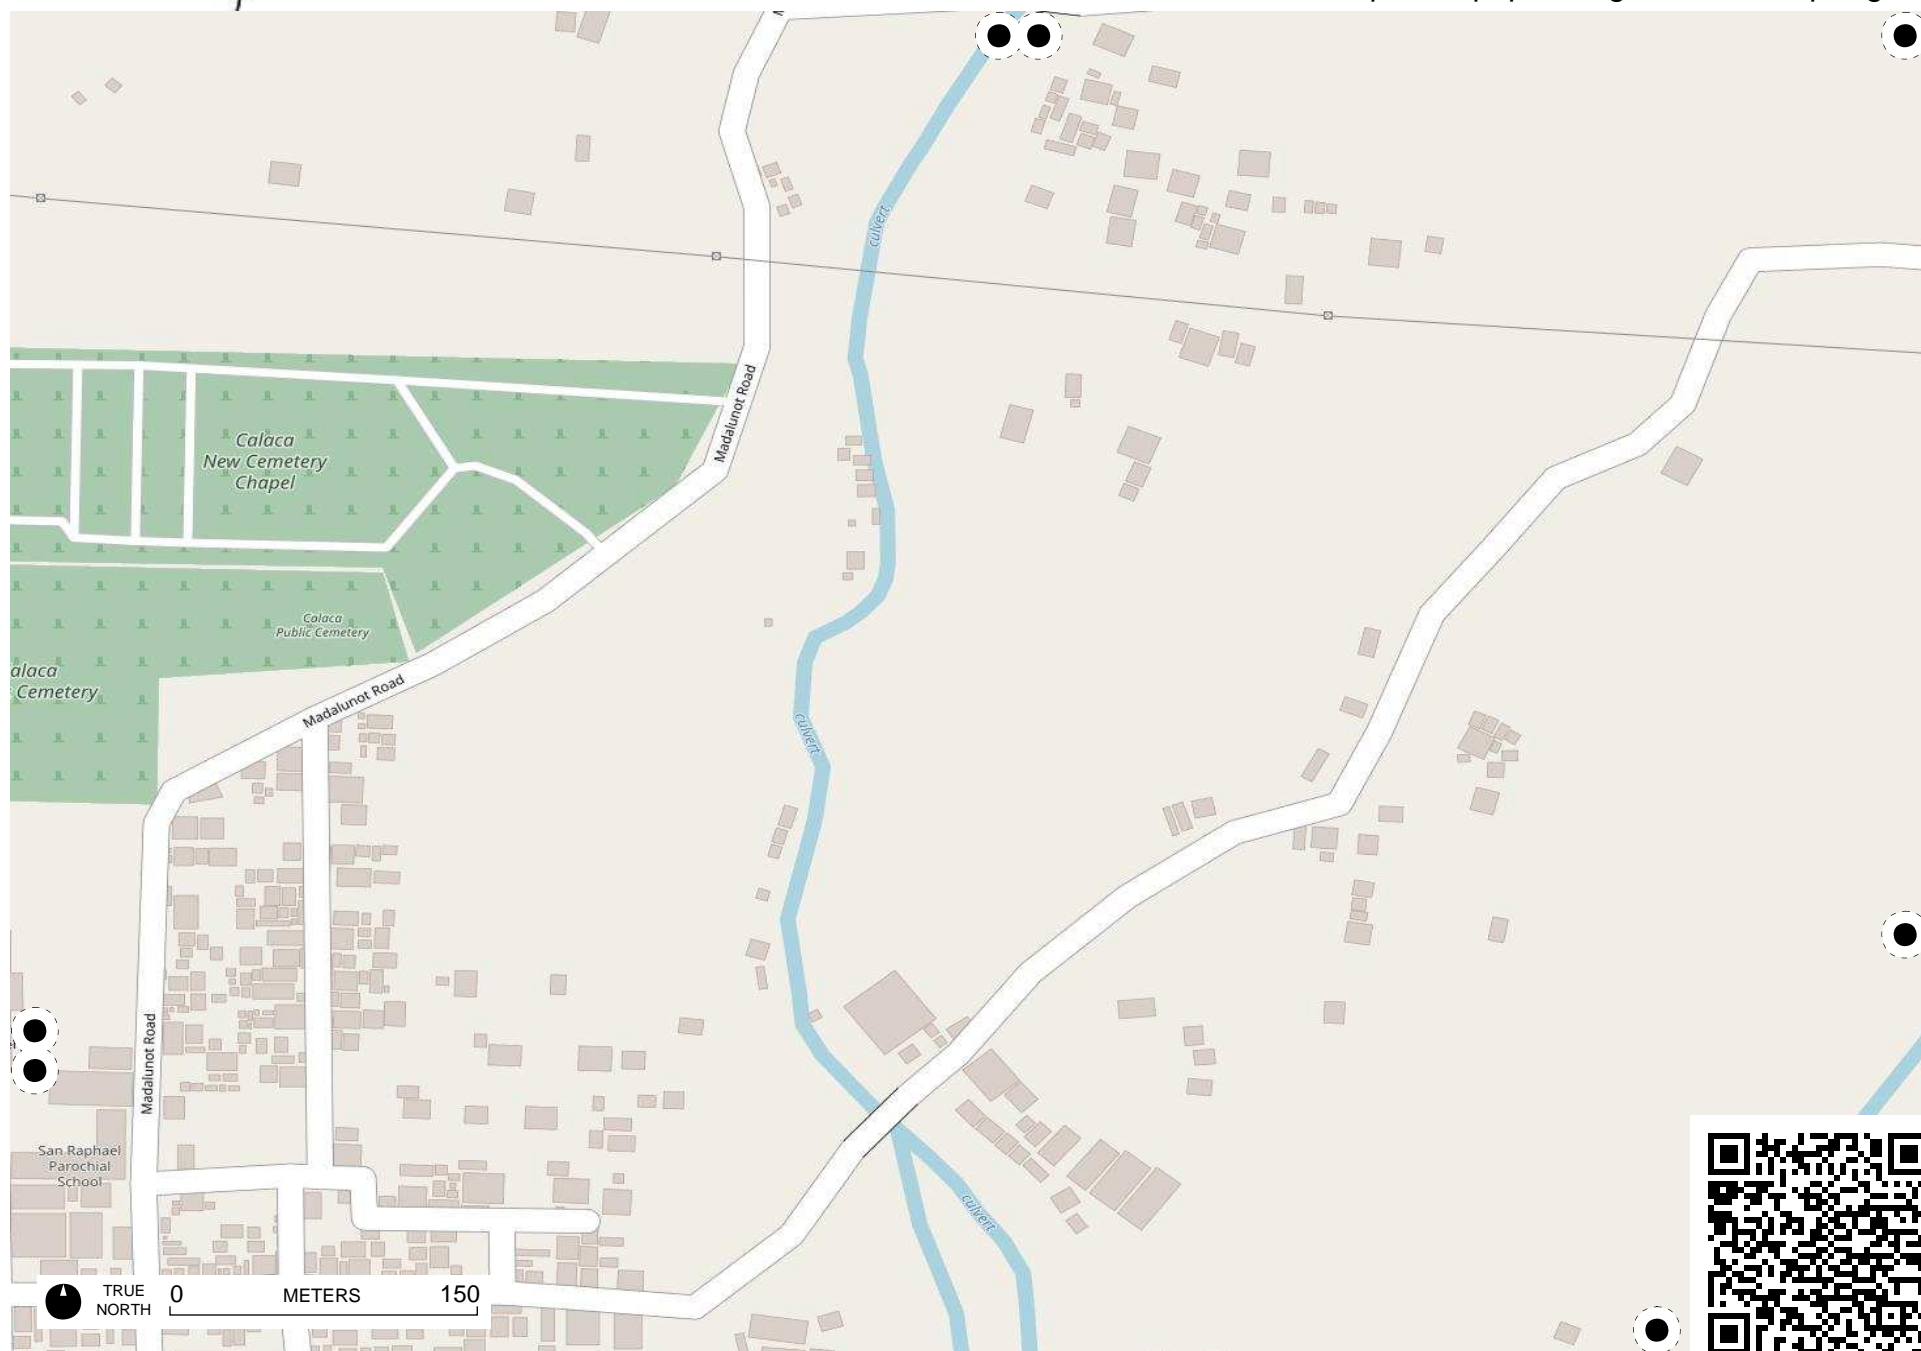 culvert
Madalunot Road
Calaca
New Cemetery
Chapel
Calaca
Public Cemetery
alaca
Cemetery
Madalunot Road
culvert
Madalunot Road
San Raphael
Parochial
School
culvert
TRUE
NORTH
0 METERS 150